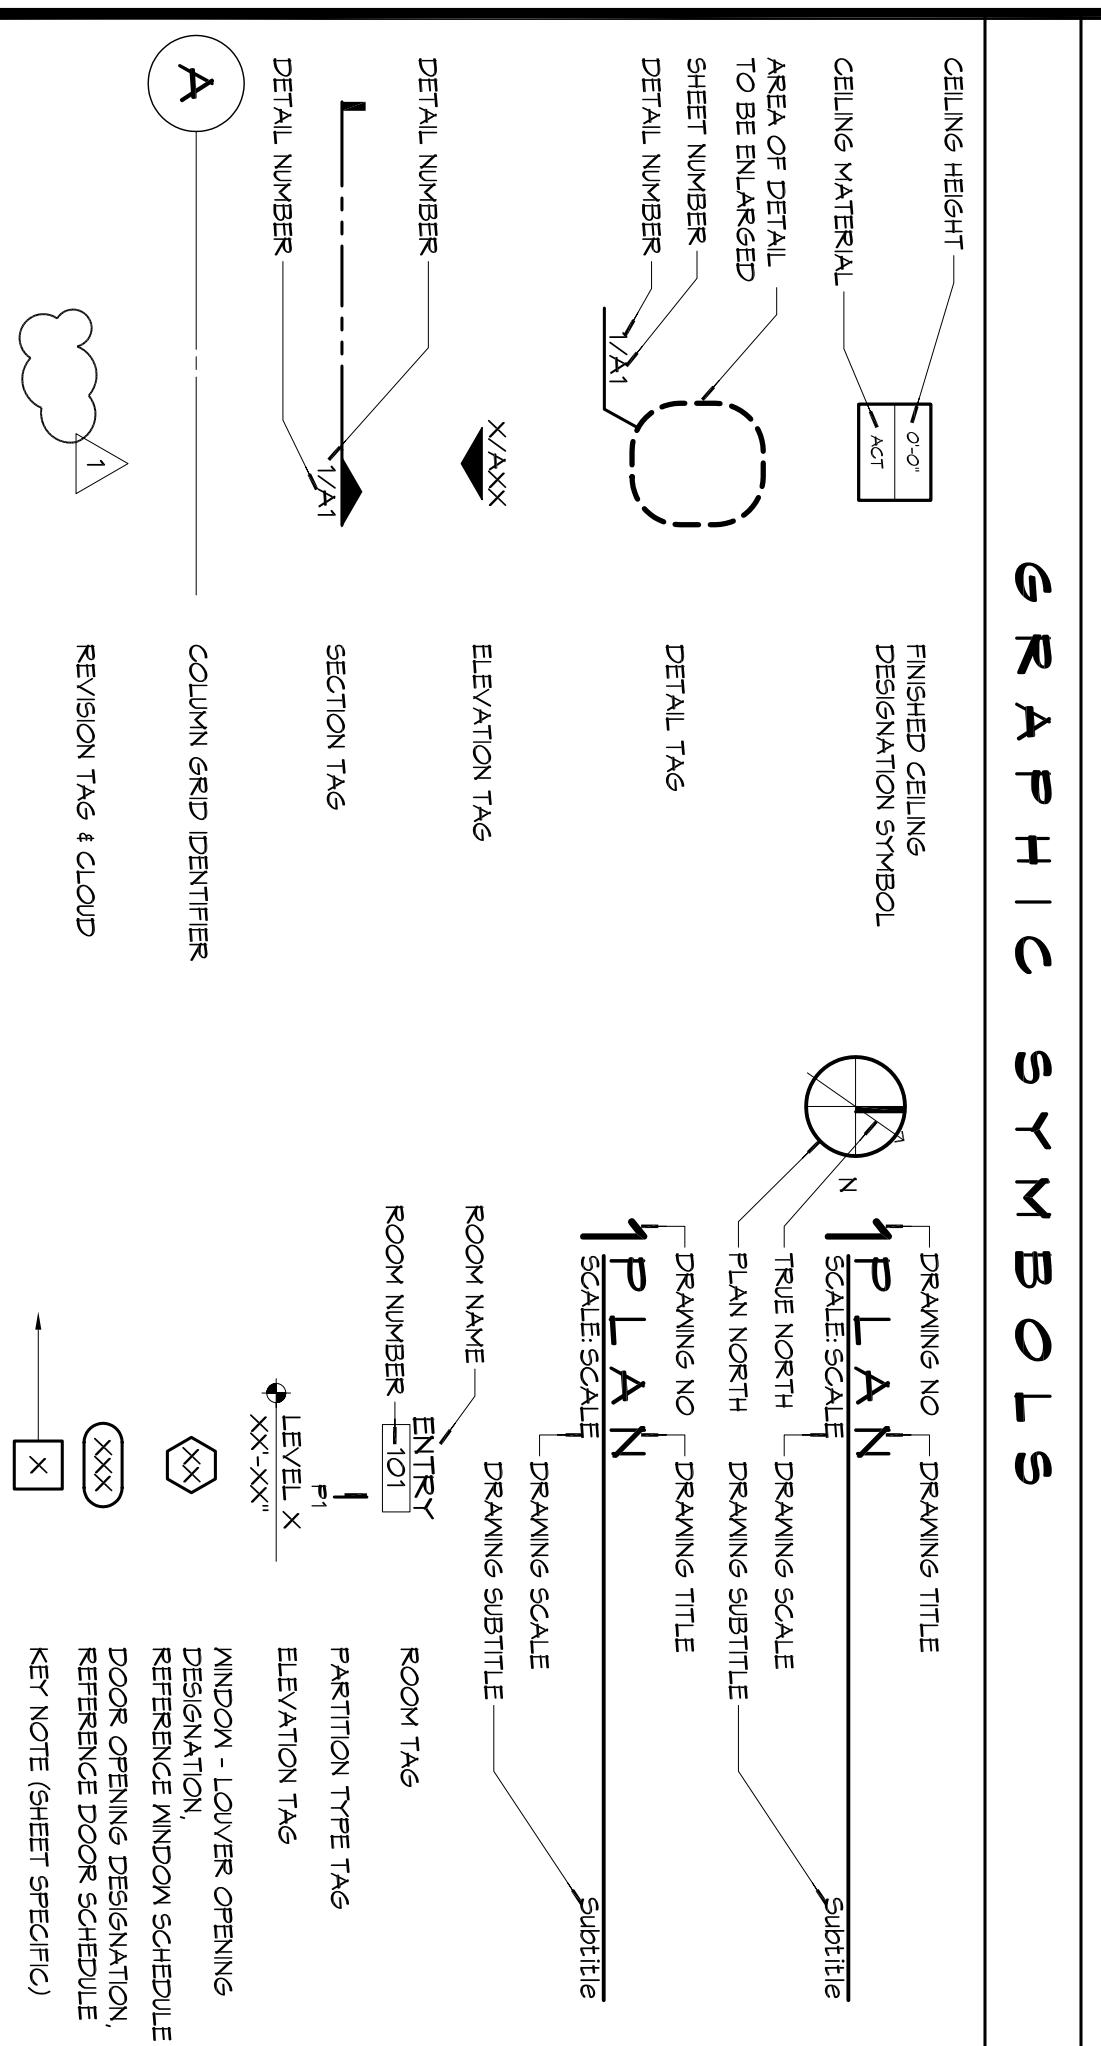 GRAPHIC SYMBOLS
CEILING HEIGHT
CEILING MATERIAL
0'-0"
ACT
FINISHED CEILING
DESIGNATION SYMBOL
AREA OF DETAIL
TO BE ENLARGED
SHEET NUMBER
DETAIL NUMBER
1/A1
DETAIL TAG
X/AXX
ELEVATION TAG
DETAIL NUMBER
DETAIL NUMBER
1/A1
SECTION TAG
A
COLUMN GRID IDENTIFIER
1
REVISION TAG & CLOUD
DRAWING NO
DRAWING TITLE
1
PLAN
SCALE: SCALE
Subtitle
N
TRUE NORTH
PLAN NORTH
DRAWING SCALE
DRAWING SUBTITLE
DRAWING NO
DRAWING TITLE
1
PLAN
SCALE: SCALE
Subtitle
DRAWING SCALE
DRAWING SUBTITLE
ROOM NAME
ROOM NUMBER
ENTRY
101
ROOM TAG
P1
PARTITION TYPE TAG
LEVEL X
XX'-XX"
ELEVATION TAG
XX
WINDOW - LOUVER OPENING
DESIGNATION,
REFERENCE WINDOW SCHEDULE
XXX
DOOR OPENING DESIGNATION,
REFERENCE DOOR SCHEDULE
X
KEY NOTE (SHEET SPECIFIC)